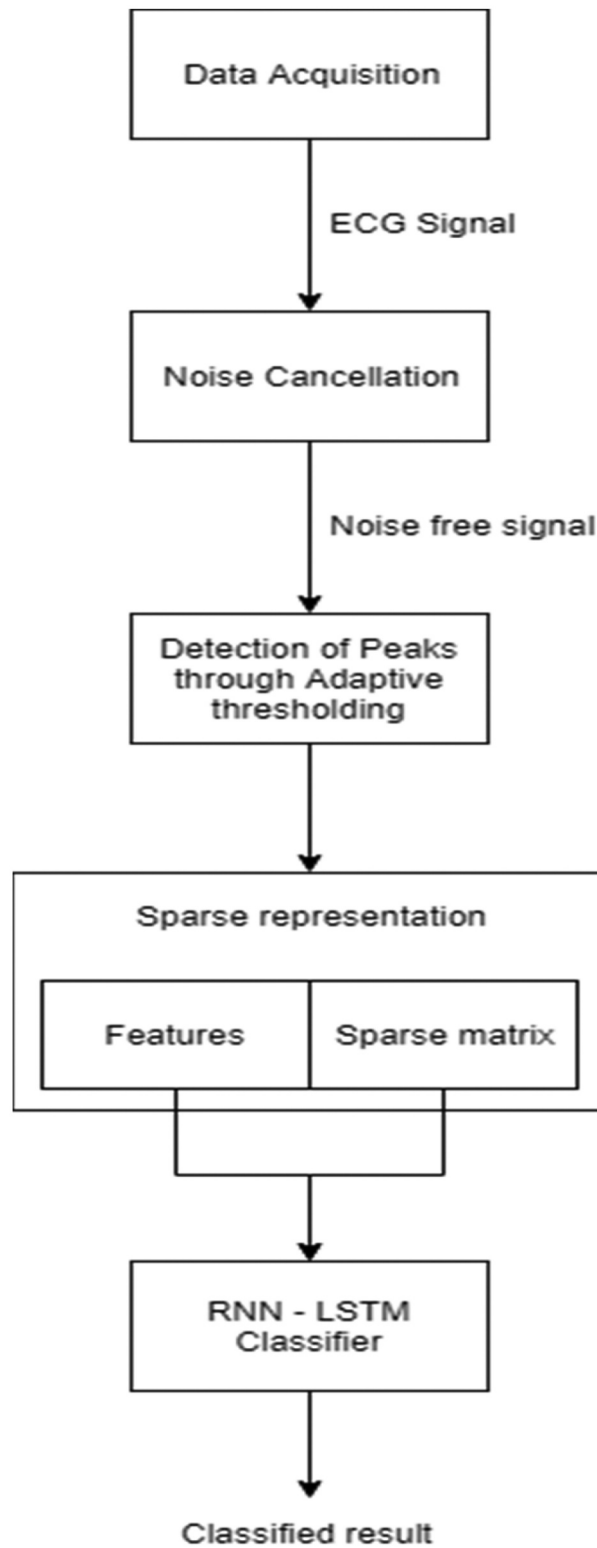 Data Acquisition
ECG Signal
Noise Cancellation
Noise free signal
Detection of Peaks
through Adaptive
thresholding
Sparse representation
Features
Sparse matrix
RNN - LSTM
Classifier
Classified result